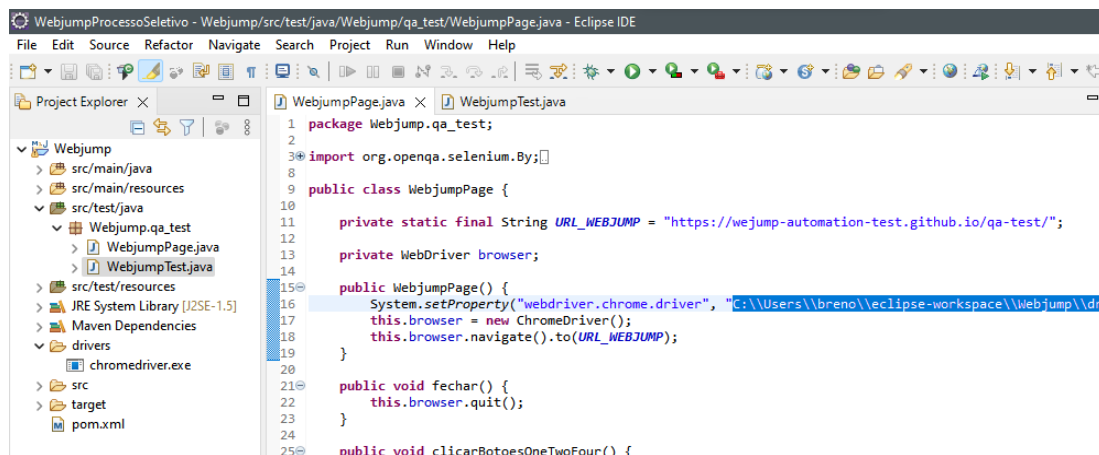 WebjumpProcessoSeletivo - Webjump/src/test/java/Webjump/qa_test/WebjumpPage.java - Eclipse IDE
File Edit Source Refactor Navigate Search Project Run Window Help
Project Explorer
Webjump
src/main/java
src/main/resources
src/test/java
Webjump.qa_test
WebjumpPage.java
WebjumpTest.java
src/test/resources
JRE System Library [J2SE-1.5]
Maven Dependencies
drivers
chromedriver.exe
src
target
pom.xml
WebjumpPage.java WebjumpTest.java
1 package Webjump.qa_test;
2
3 import org.openqa.selenium.By;
8
9 public class WebjumpPage {
10
11 private static final String URL_WEBJUMP = "https://wejump-automation-test.github.io/qa-test/";
12
13 private WebDriver browser;
14
15 public WebjumpPage() {
16 System.setProperty("webdriver.chrome.driver", "C:\\Users\\breno\\eclipse-workspace\\Webjump\\dr
17 this.browser = new ChromeDriver();
18 this.browser.navigate().to(URL_WEBJUMP);
19 }
20
21 public void fechar() {
22 this.browser.quit();
23 }
24
25 public void clicarBotoesOneTwoFour() {